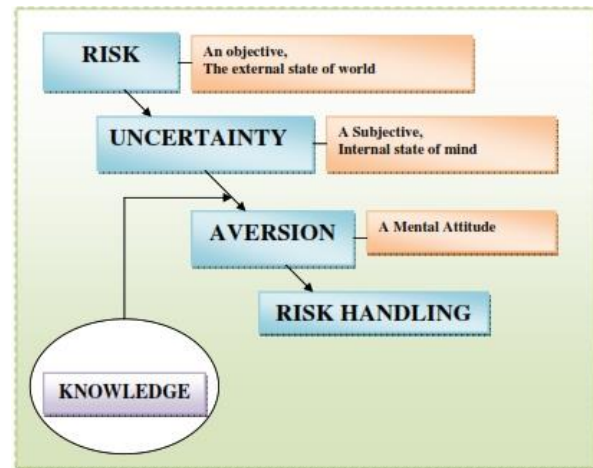 RISK
An objective,
The external state of world
UNCERTAINTY
A Subjective,
Internal state of mind
AVERSION
A Mental Attitude
RISK HANDLING
KNOWLEDGE